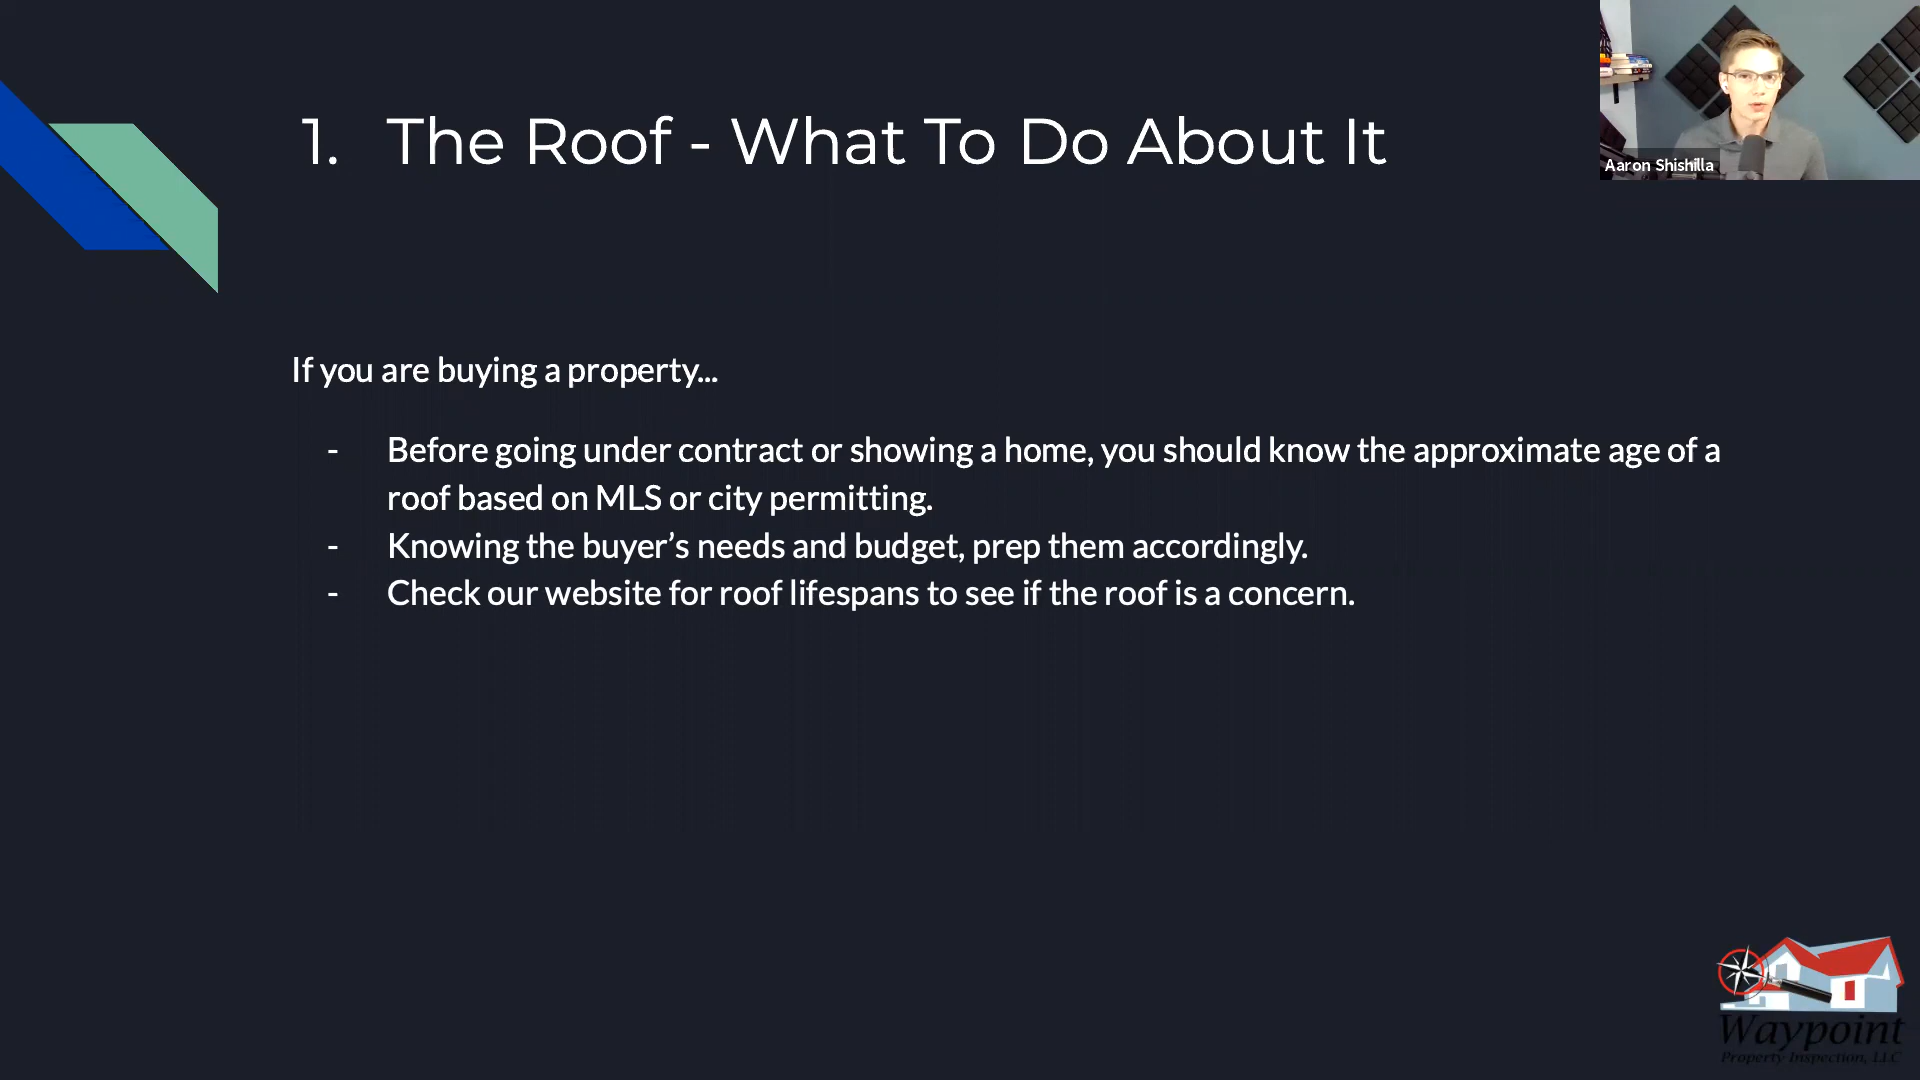 1. The Roof - What To Do About It
Aaron Shishilla
If you are buying a property...
- Before going under contract or showing a home, you should know the approximate age of a
roof based on MLS or city permitting.
- Knowing the buyer’s needs and budget, prep them accordingly.
- Check our website for roof lifespans to see if the roof is a concern.
Waypoint
Property Inspection, LLC